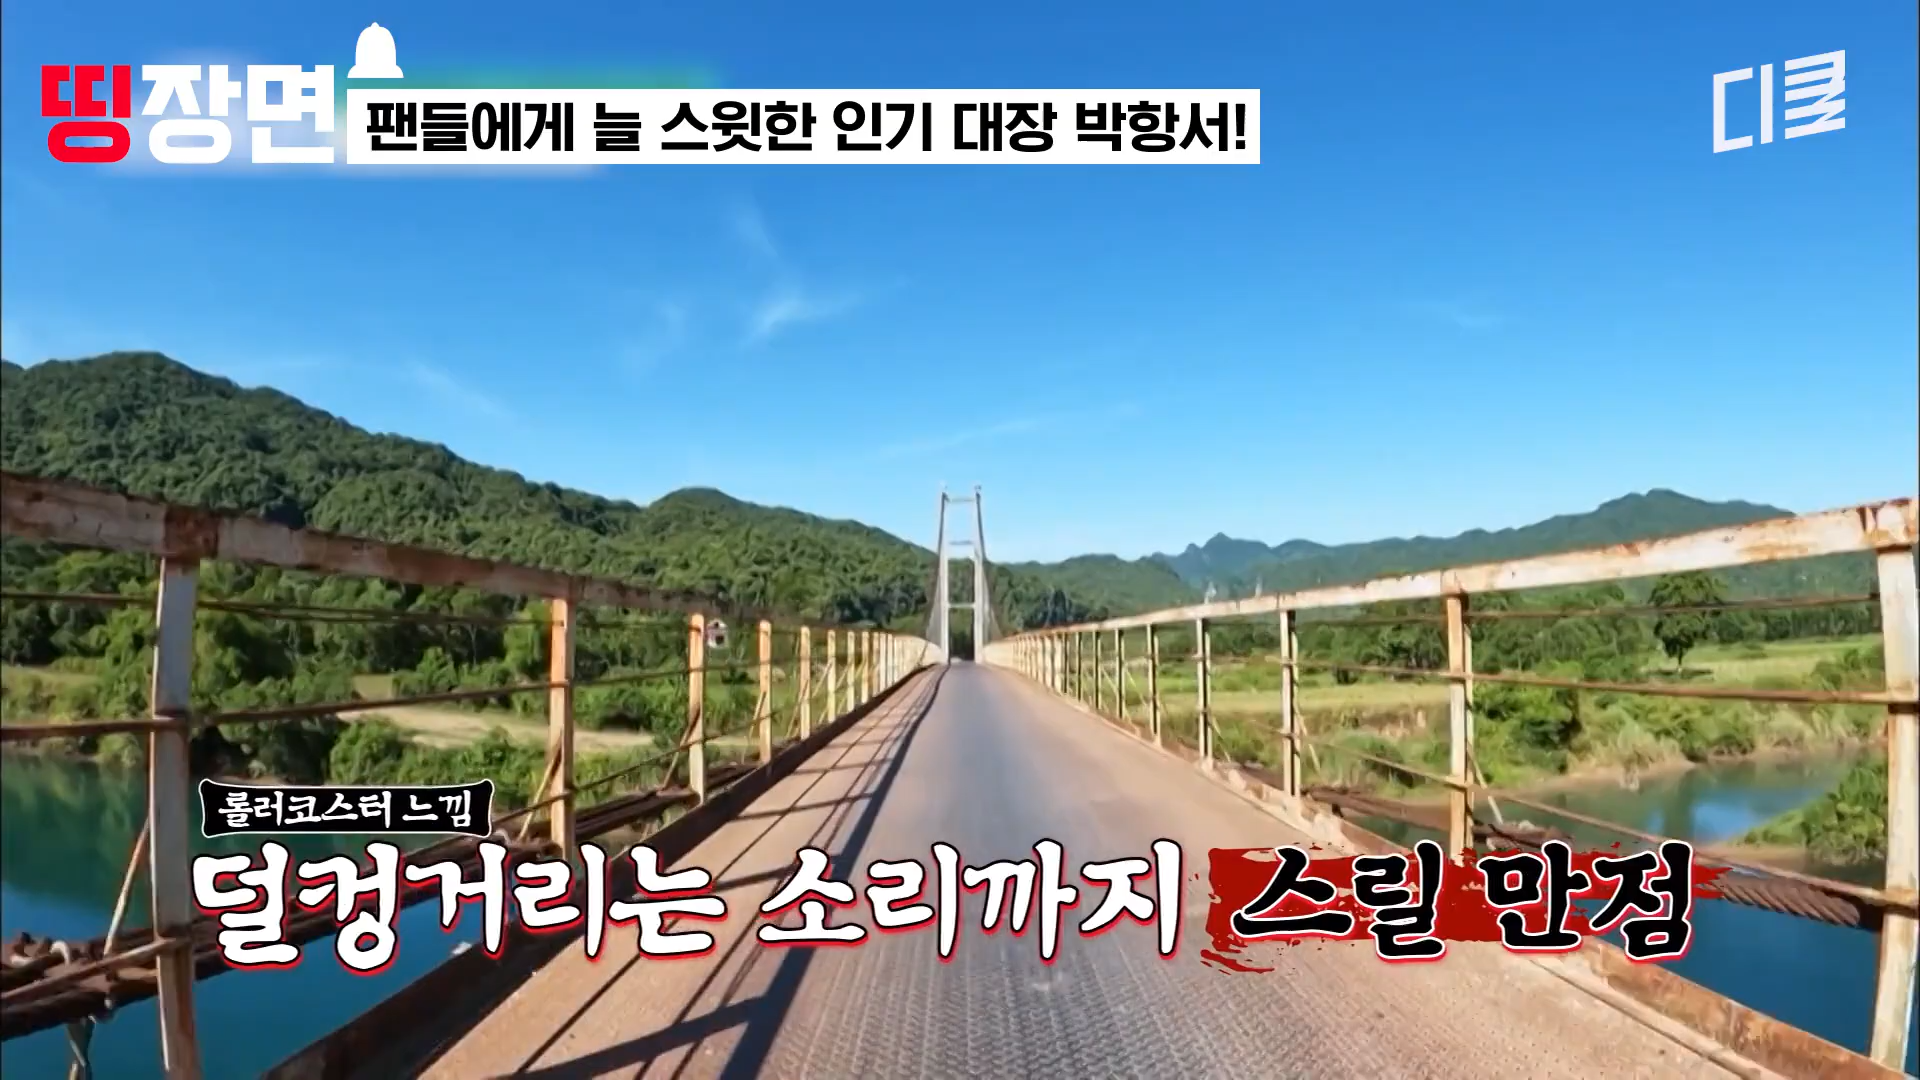 띵장면
팬들에게 늘 스윗한 인기 대장 박항서!
디클
롤러코스터 느낌
덜컹거리는 소리까지 스릴 만점